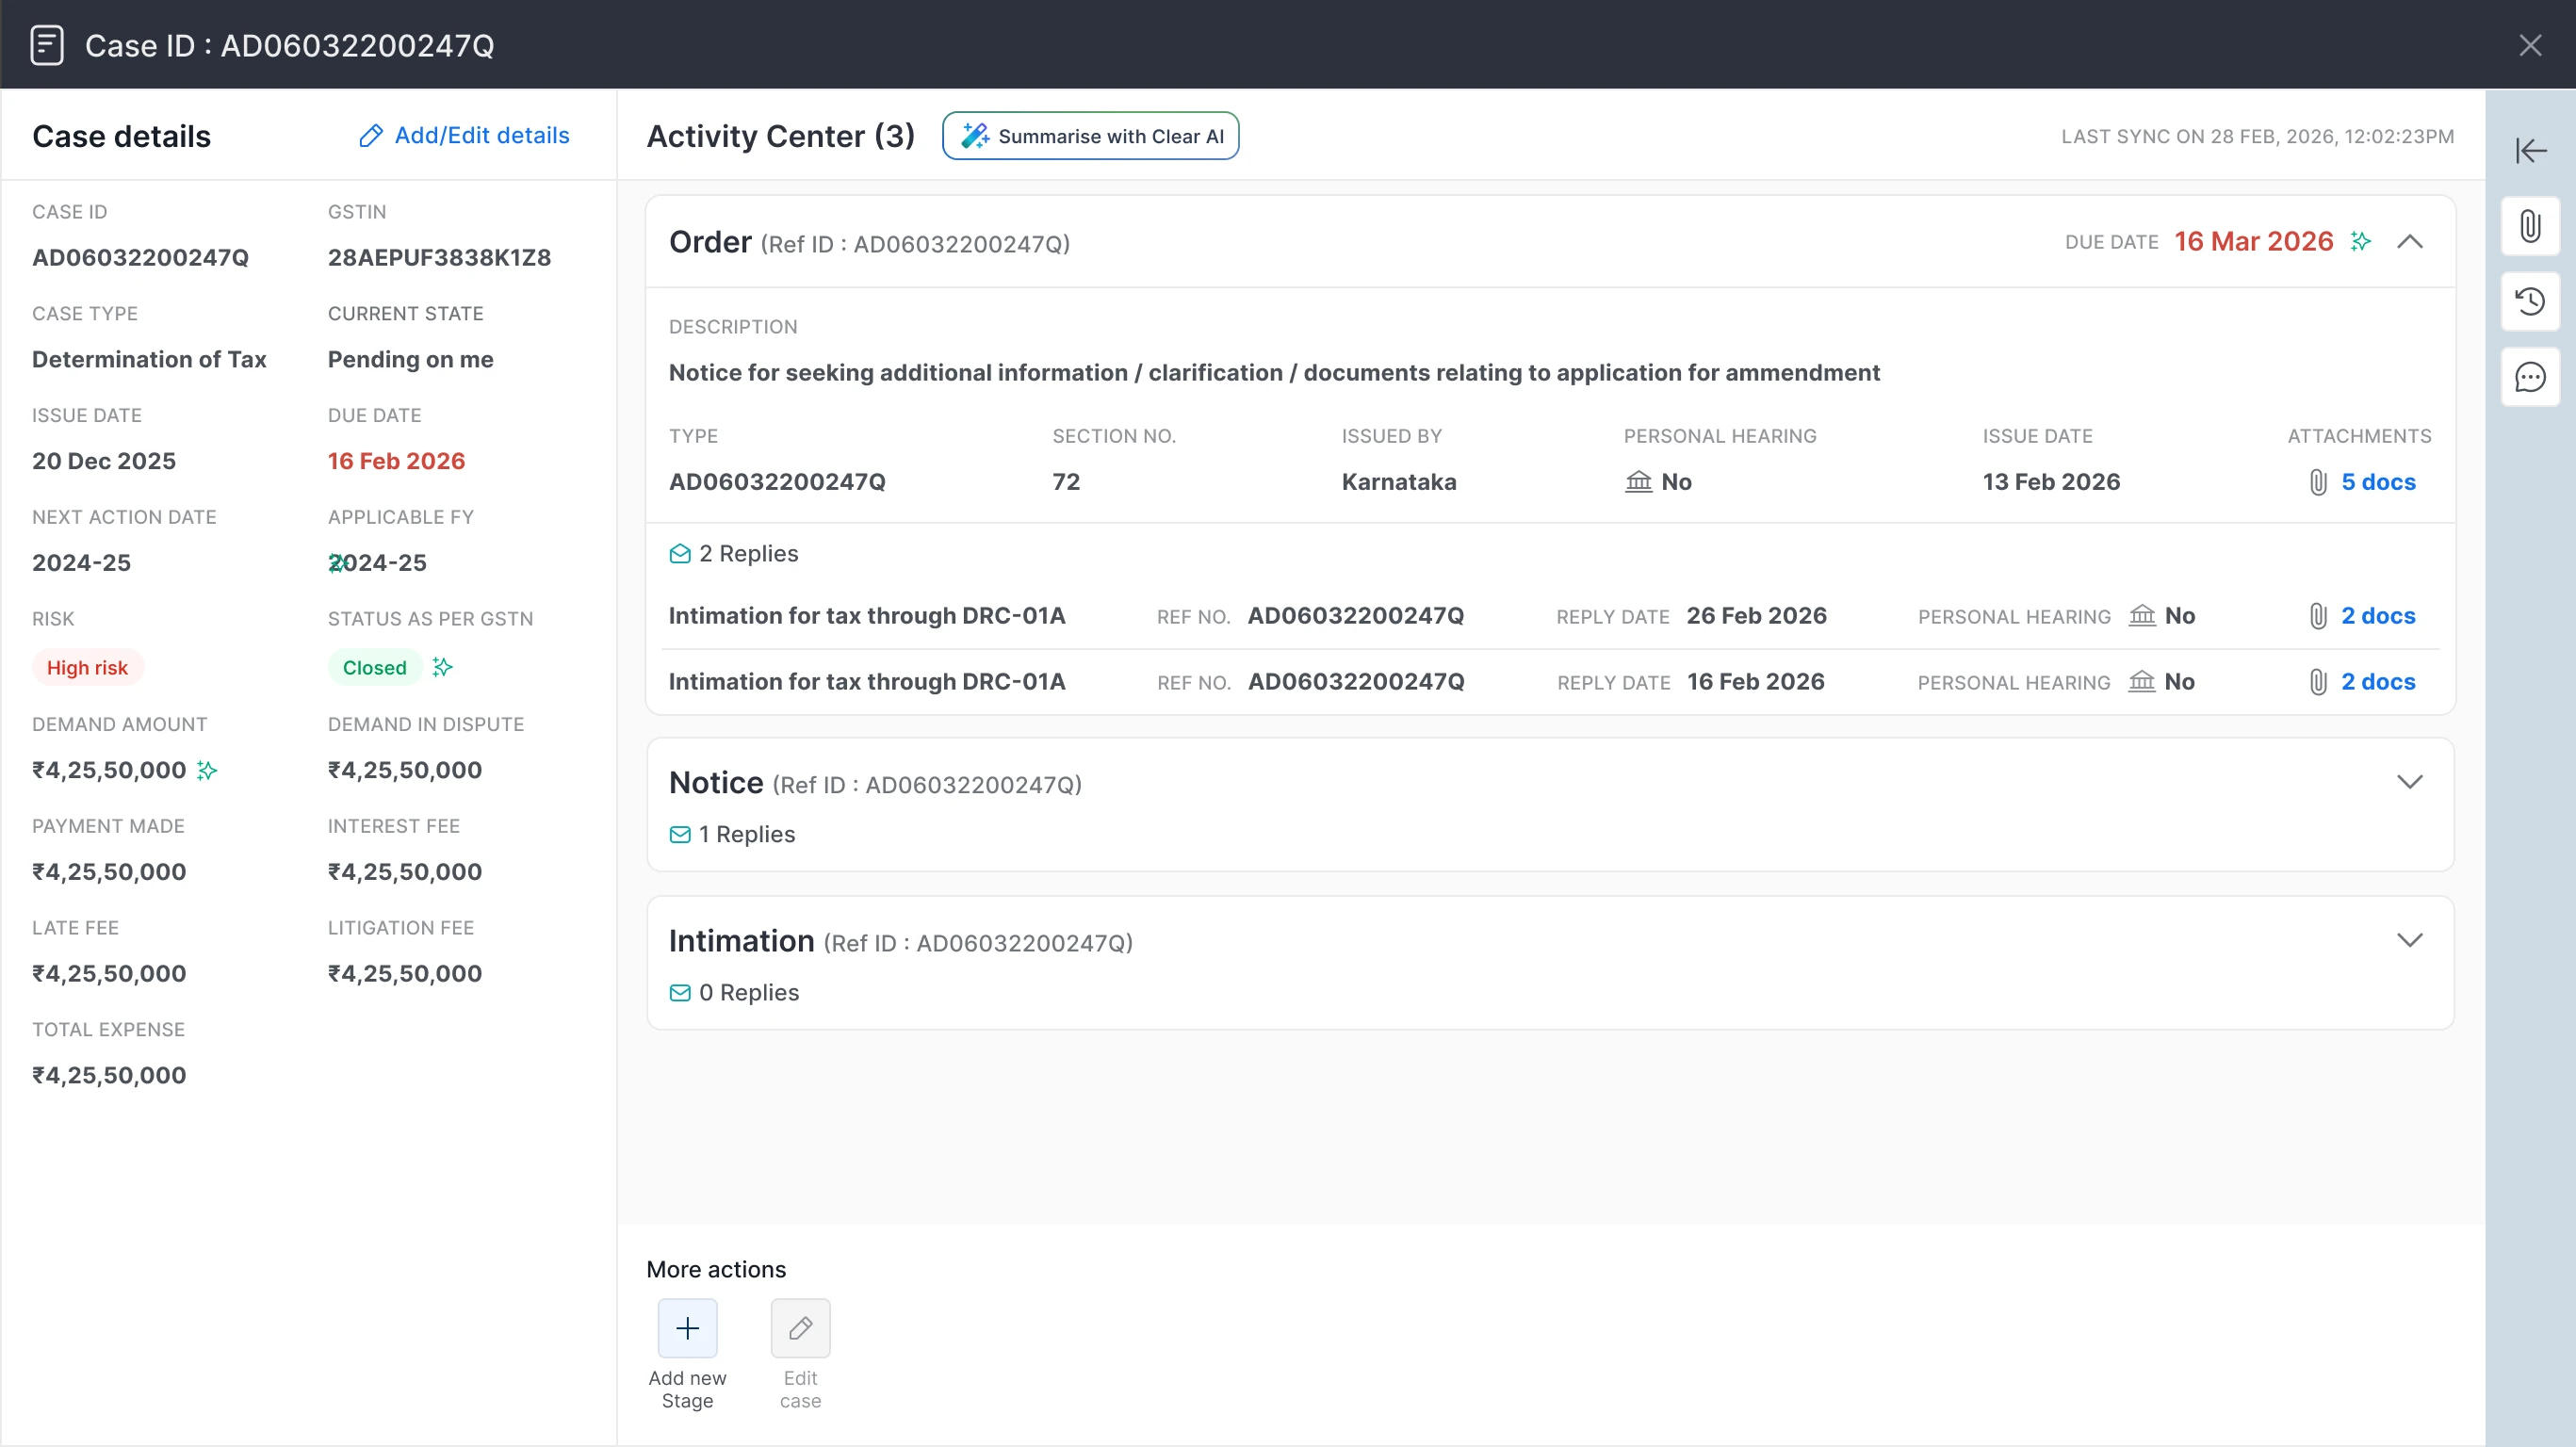 Case ID : AD06032200247Q
Case details
Add/Edit details
CASE ID
GSTIN
AD06032200247Q
28AEPUF3838K1Z8
CASE TYPE
CURRENT STATE
Determination of Tax
Pending on me
ISSUE DATE
DUE DATE
20 Dec 2025
16 Feb 2026
NEXT ACTION DATE
APPLICABLE FY
2024-25
2024-25
RISK
STATUS AS PER GSTN
High risk
Closed
DEMAND AMOUNT
DEMAND IN DISPUTE
₹4,25,50,000
₹4,25,50,000
PAYMENT MADE
INTEREST FEE
₹4,25,50,000
₹4,25,50,000
LATE FEE
LITIGATION FEE
₹4,25,50,000
₹4,25,50,000
TOTAL EXPENSE
₹4,25,50,000
Activity Center (3)
Summarise with Clear AI
LAST SYNC ON 28 FEB, 2026, 12:02:23PM
Order (Ref ID : AD06032200247Q)
DUE DATE 16 Mar 2026
DESCRIPTION
Notice for seeking additional information / clarification / documents relating to application for ammendment
TYPE
SECTION NO.
ISSUED BY
PERSONAL HEARING
ISSUE DATE
ATTACHMENTS
AD06032200247Q
72
Karnataka
No
13 Feb 2026
5 docs
2 Replies
Intimation for tax through DRC-01A REF NO. AD06032200247Q REPLY DATE 26 Feb 2026 PERSONAL HEARING No 2 docs
Intimation for tax through DRC-01A REF NO. AD06032200247Q REPLY DATE 16 Feb 2026 PERSONAL HEARING No 2 docs
Notice (Ref ID : AD06032200247Q)
1 Replies
Intimation (Ref ID : AD06032200247Q)
0 Replies
More actions
Add new
Stage
Edit
case